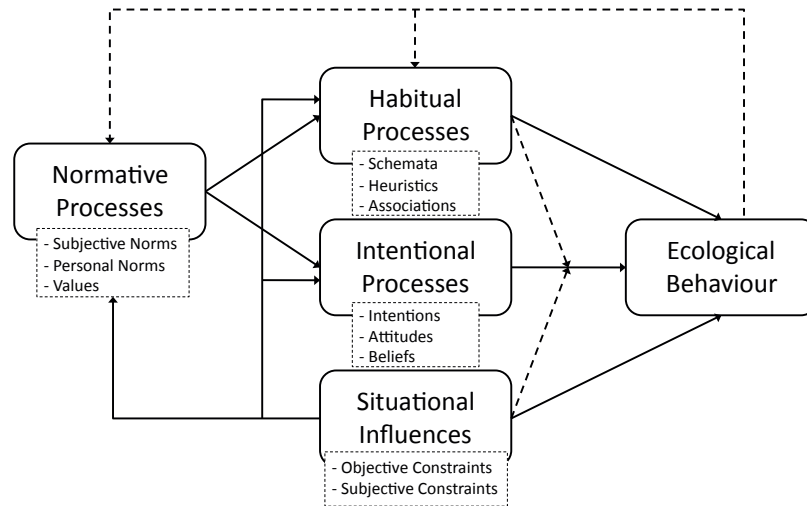 Habitual
Processes
- Schemata
- Heuristics
- Associations
Normative
Processes
- Subjective Norms
- Personal Norms
- Values
Intentional
Processes
- Intentions
- Attitudes
- Beliefs
Ecological
Behaviour
Situational
Influences
- Objective Constraints
- Subjective Constraints